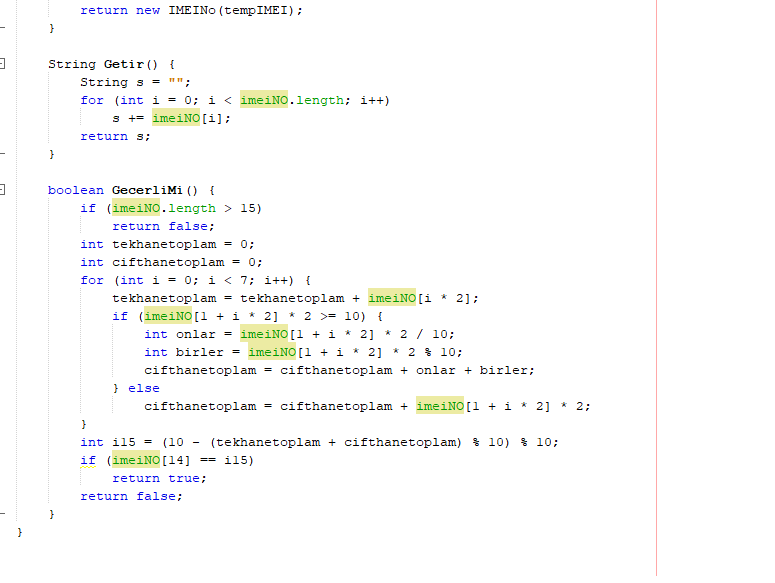 return new IMEINo(tempIMEI);
}
String Getir() {
String s = "";
for (int i = 0; i < imeiNO.length; i++)
s += imeiNO[i];
return s;
}
boolean GecerliMi() {
if (imeiNO.length > 15)
return false;
int tekhanetoplam = 0;
int cifthanetoplam = 0;
for (int i = 0; i < 7; i++) {
tekhanetoplam = tekhanetoplam + imeiNO[i * 2];
if (imeiNO[1 + i * 2] * 2 >= 10) {
int onlar = imeiNO[1 + i * 2] * 2 / 10;
int birler = imeiNO[1 + i * 2] * 2 % 10;
cifthanetoplam = cifthanetoplam + onlar + birler;
} else
cifthanetoplam = cifthanetoplam + imeiNO[1 + i * 2] * 2;
}
int i15 = (10 - (tekhanetoplam + cifthanetoplam) % 10) % 10;
if (imeiNO[14] == i15)
return true;
return false;
}
}